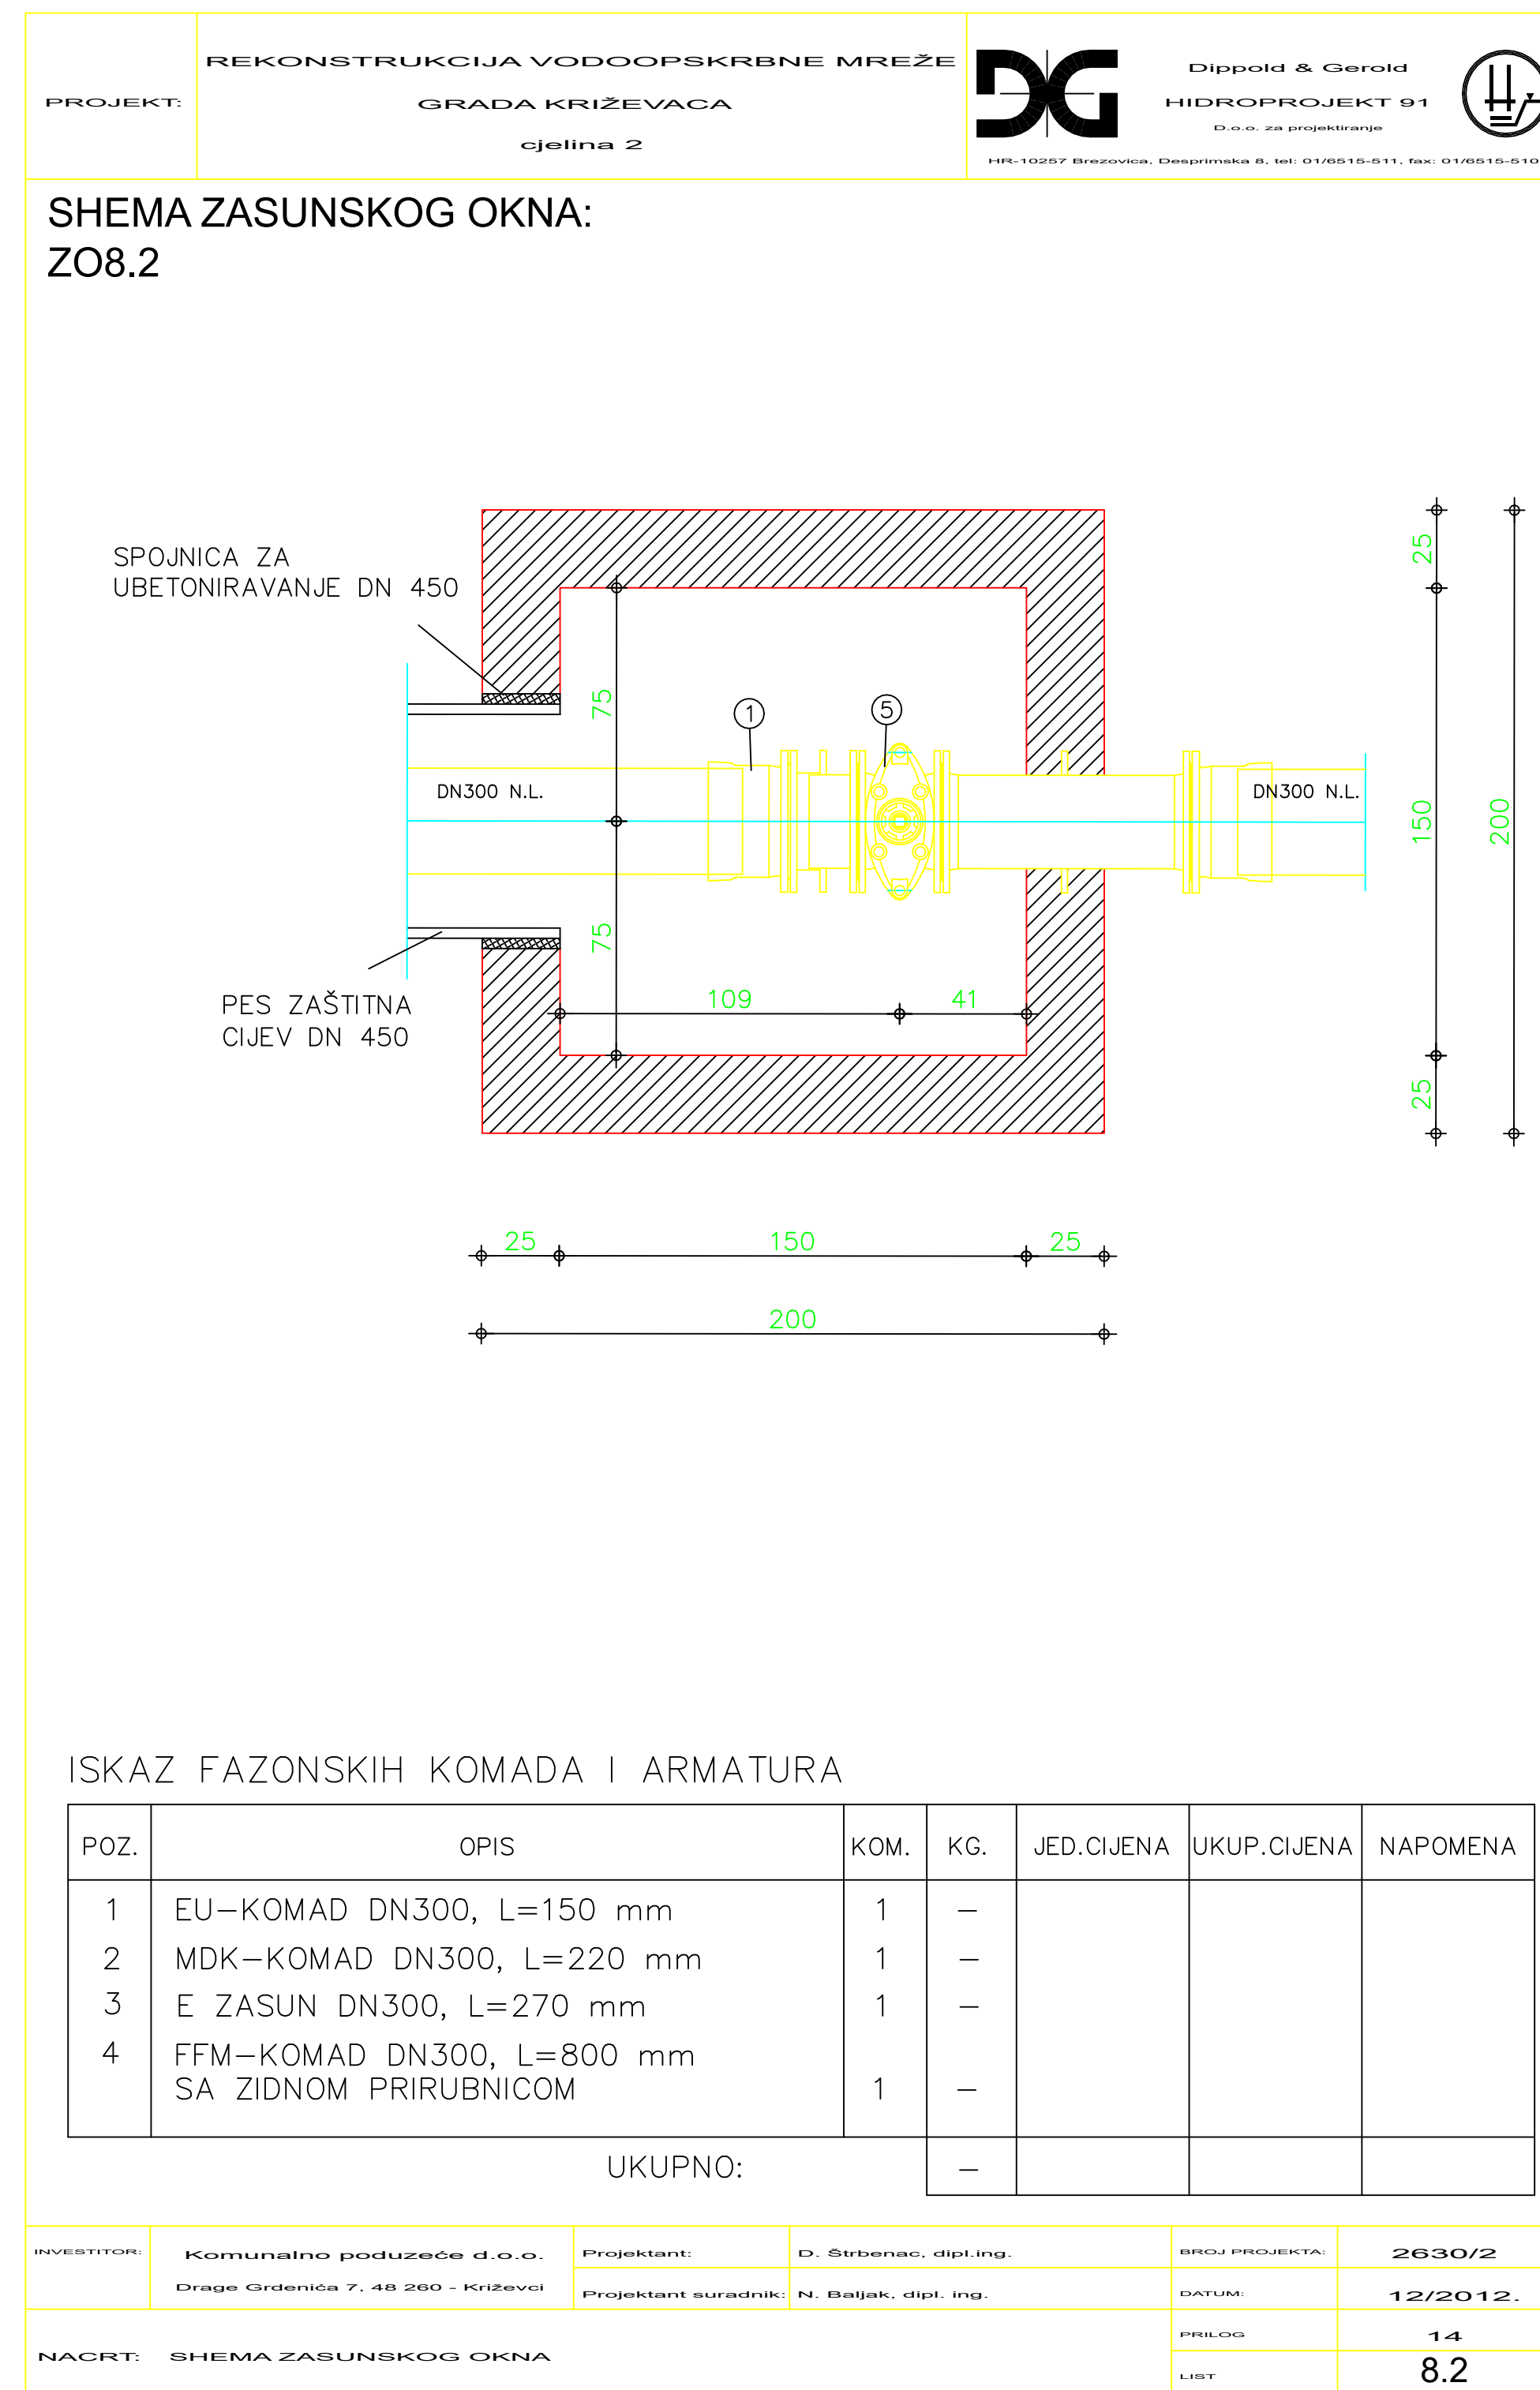 PROJEKT:
REKONSTRUKCIJA VODOOPSKRBNE MREŽE
GRADA KRIŽEVACA
cjelina 2
DG
Dippold & Gerold
HIDROPROJEKT 91
D.o.o. za projektiranje
HR-10257 Brezovica, Desprimska 8, tel: 01/6515-511, fax: 01/6515-510
SHEMA ZASUNSKOG OKNA:
ZO8.2
SPOJNICA ZA
UBETONIRAVANJE DN 450
25
75
1
5
DN300 N.L.
DN300 N.L.
150
200
75
109
41
PES ZAŠTITNA
CIJEV DN 450
25
25
150
25
200
ISKAZ FAZONSKIH KOMADA I ARMATURA
POZ. OPIS KOM. KG. JED.CIJENA UKUP.CIJENA NAPOMENA
1 EU-KOMAD DN300, L=150 mm 1 -
2 MDK-KOMAD DN300, L=220 mm 1 -
3 E ZASUN DN300, L=270 mm 1 -
4 FFM-KOMAD DN300, L=800 mm
SA ZIDNOM PRIRUBNICOM 1 -
UKUPNO: -
INVESTITOR: Komunalno poduzeće d.o.o. Projektant: D. Štrbenac, dipl.ing. BROJ PROJEKTA: 2630/2
Drage Grdenića 7, 48 260 - Križevci Projektant suradnik: N. Baljak, dipl. ing. DATUM: 12/2012.
PRILOG 14
NACRT: SHEMA ZASUNSKOG OKNA
LIST 8.2